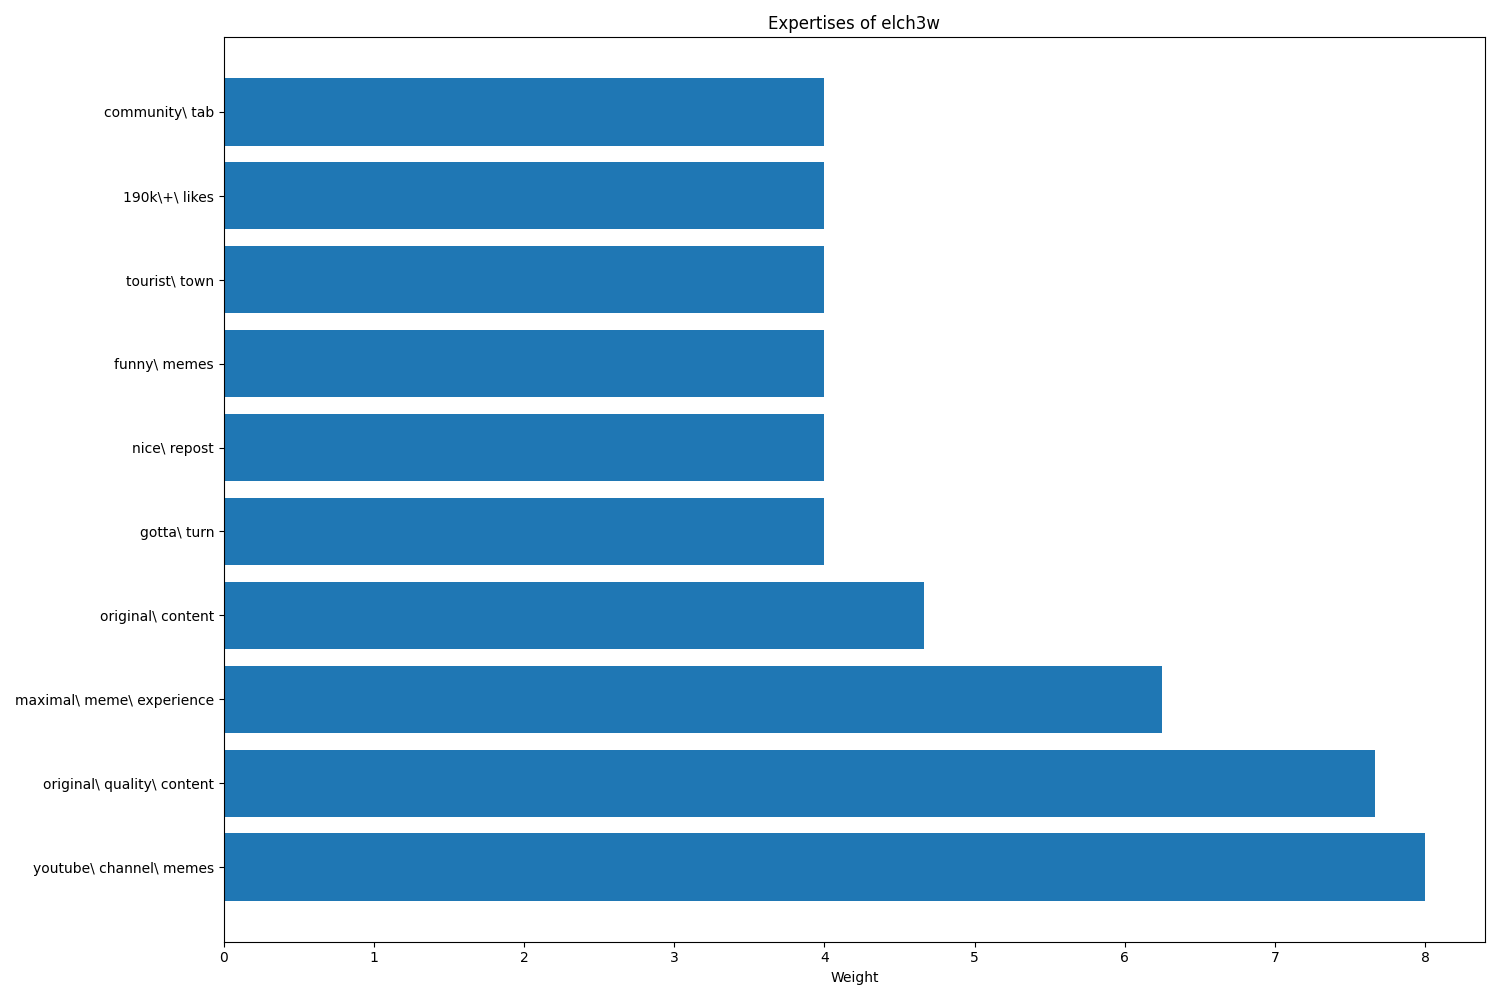 Expertises of elch3w
community\ tab
190k\+\ likes
tourist\ town
funny\ memes
nice\ repost
gotta\ turn
original\ content
maximal\ meme\ experience
original\ quality\ content
youtube\ channel\ memes
0 1 2 3 4 5 6 7 8
Weight